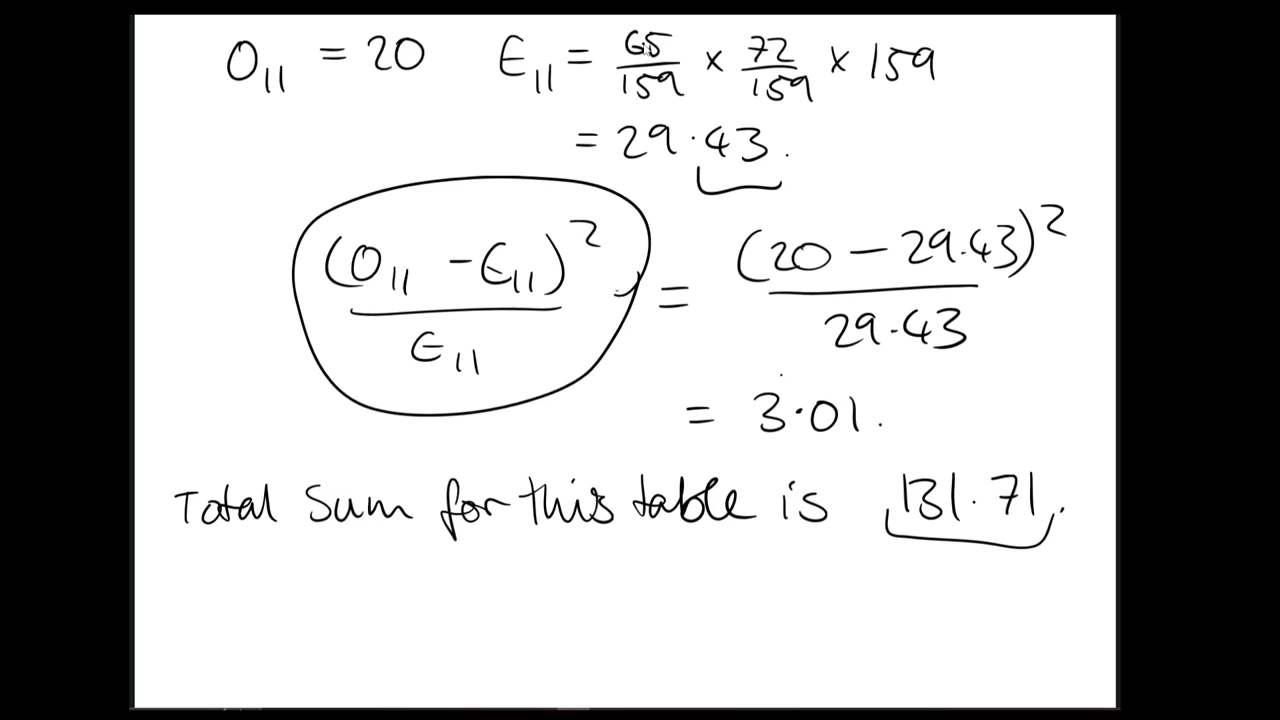 O₁₁ = 20 E₁₁ = 65/159 × 72/159 × 159
= 29.43.
(O₁₁ - E₁₁)²/E₁₁ = (20 - 29.43)²/29.43
= 3.01.
Total Sum for this table is 131.71.